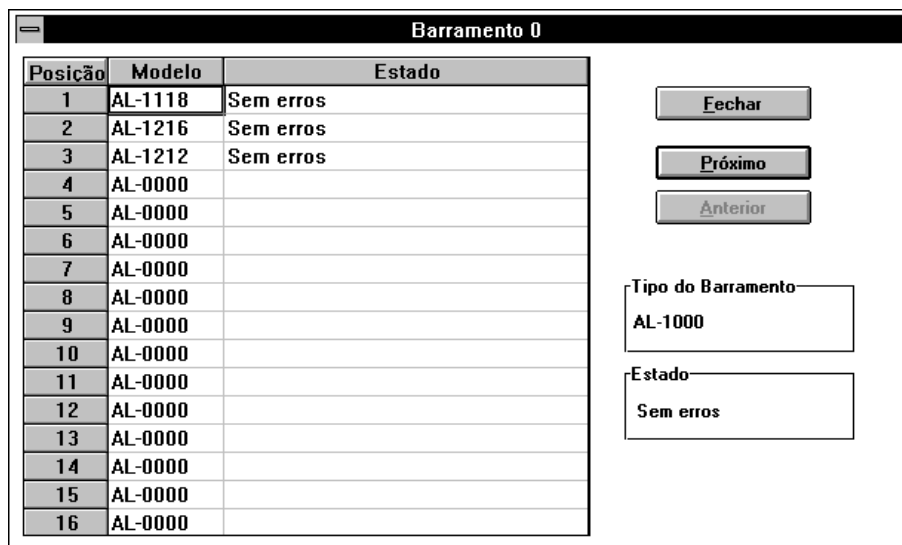 Barramento 0
Posição Modelo Estado
1 AL-1118 Sem erros
2 AL-1216 Sem erros
3 AL-1212 Sem erros
4 AL-0000
5 AL-0000
6 AL-0000
7 AL-0000
8 AL-0000
9 AL-0000
10 AL-0000
11 AL-0000
12 AL-0000
13 AL-0000
14 AL-0000
15 AL-0000
16 AL-0000
Fechar
Próximo
Anterior
Tipo do Barramento
AL-1000
Estado
Sem erros